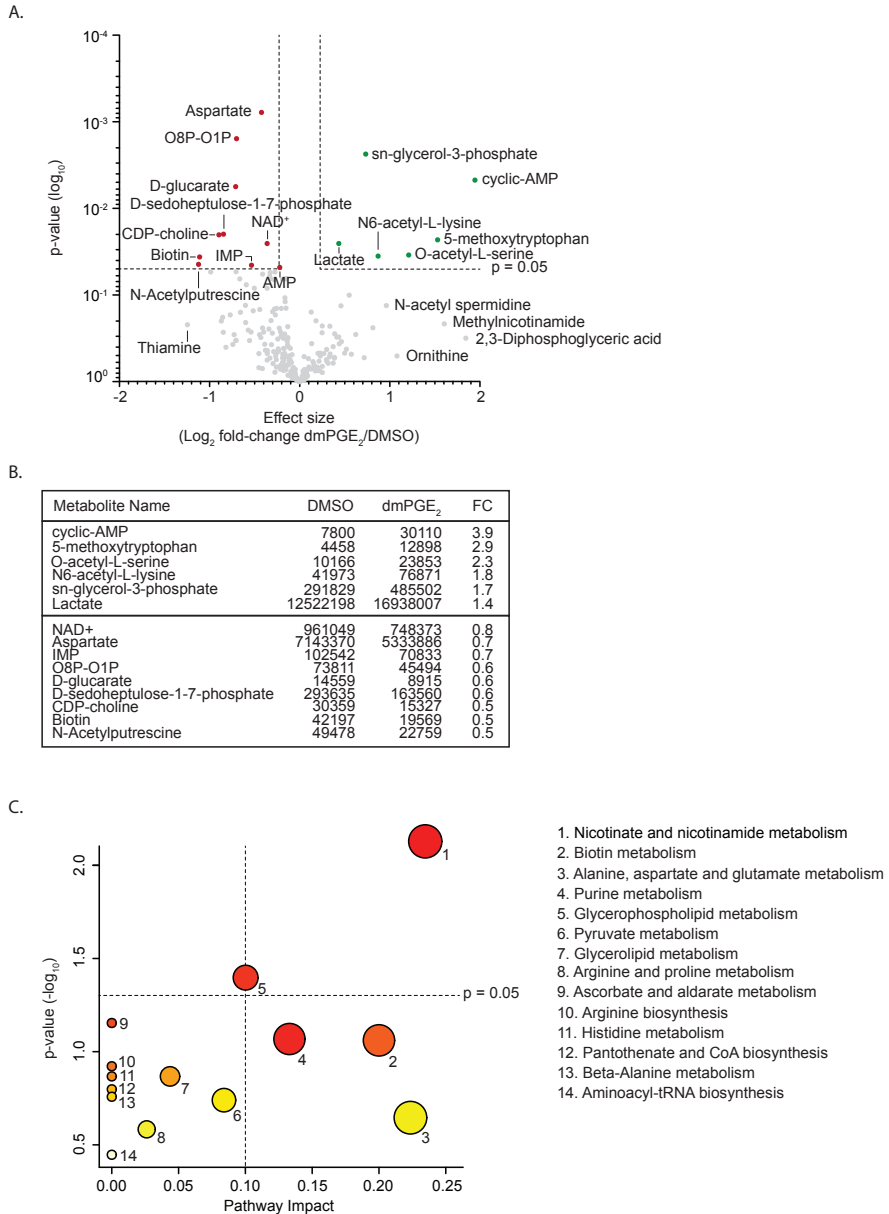 A.
10⁻⁴
10⁻³
10⁻²
10⁻¹
10⁰
p-value (log₁₀)
Aspartate
O8P-O1P
sn-glycerol-3-phosphate
cyclic-AMP
D-glucarate
D-sedoheptulose-1-7-phosphate
NAD⁺
N6-acetyl-L-lysine
CDP-choline
5-methoxytryptophan
Biotin
IMP
Lactate
O-acetyl-L-serine
p = 0.05
AMP
N-Acetylputrescine
N-acetyl spermidine
Methylnicotinamide
Thiamine
2,3-Diphosphoglyceric acid
Ornithine
-2 -1 0 1 2
Effect size
(Log₂ fold-change dmPGE₂/DMSO)
B.
Metabolite Name DMSO dmPGE₂ FC
cyclic-AMP 7800 30110 3.9
5-methoxytryptophan 4458 12898 2.9
O-acetyl-L-serine 10166 23853 2.3
N6-acetyl-L-lysine 41973 76871 1.8
sn-glycerol-3-phosphate 291829 485502 1.7
Lactate 12522198 16938007 1.4
NAD+ 961049 748373 0.8
Aspartate 7143370 5333886 0.7
IMP 102542 70833 0.7
O8P-O1P 73811 45494 0.6
D-glucarate 14559 8915 0.6
D-sedoheptulose-1-7-phosphate 293635 163560 0.6
CDP-choline 30359 15327 0.5
Biotin 42197 19569 0.5
N-Acetylputrescine 49478 22759 0.5
C.
2.0
1.5
1.0
0.5
p-value (-log₁₀)
1
5
p = 0.05
9
4
2
10
11
12
13
7
6
3
8
14
0.00 0.05 0.10 0.15 0.20 0.25
Pathway Impact
1. Nicotinate and nicotinamide metabolism
2. Biotin metabolism
3. Alanine, aspartate and glutamate metabolism
4. Purine metabolism
5. Glycerophospholipid metabolism
6. Pyruvate metabolism
7. Glycerolipid metabolism
8. Arginine and proline metabolism
9. Ascorbate and aldarate metabolism
10. Arginine biosynthesis
11. Histidine metabolism
12. Pantothenate and CoA biosynthesis
13. Beta-Alanine metabolism
14. Aminoacyl-tRNA biosynthesis